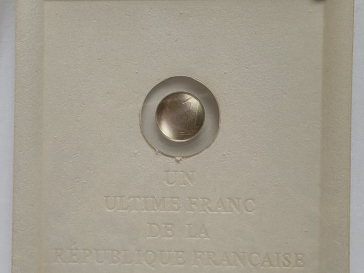 UN
ULTIME FRANC
DE LA
RÉPUBLIQUE FRANÇAISE